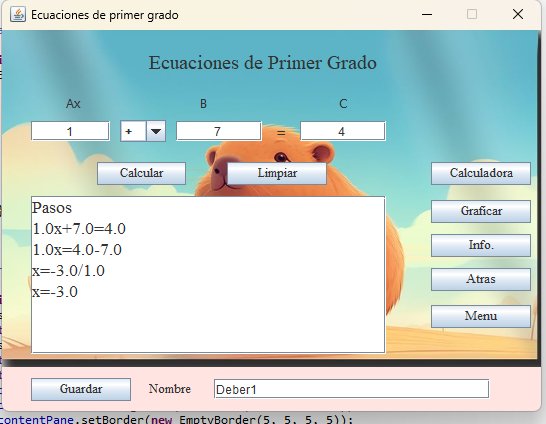 Ecuaciones de primer grado
Ecuaciones de Primer Grado
Ax B C
1 + 7 = 4
Calcular Limpiar Calculadora
Pasos
1.0x+7.0=4.0
1.0x=4.0-7.0
x=-3.0/1.0
x=-3.0
Graficar
Info.
Atras
Menu
Guardar Nombre Deber1
contentPane.setBorder(new EmptyBorder(5, 5, 5, 5));